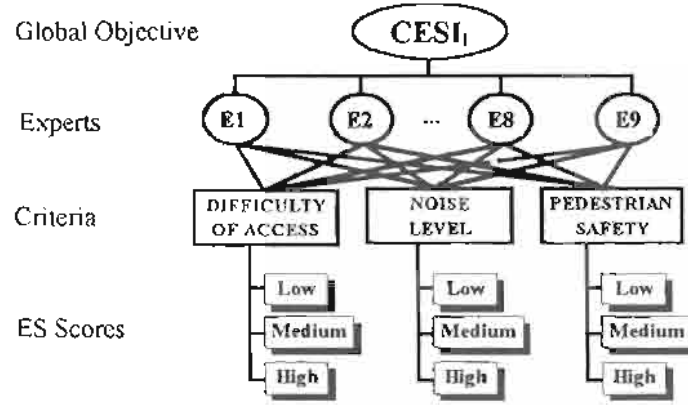 Global Objective
CESI₁
Experts
E1
E2
...
E8
E9
Criteria
DIFFICULTY
OF ACCESS
NOISE
LEVEL
PEDESTRIAN
SAFETY
ES Scores
Low
Low
Low
Medium
Medium
Medium
High
High
High